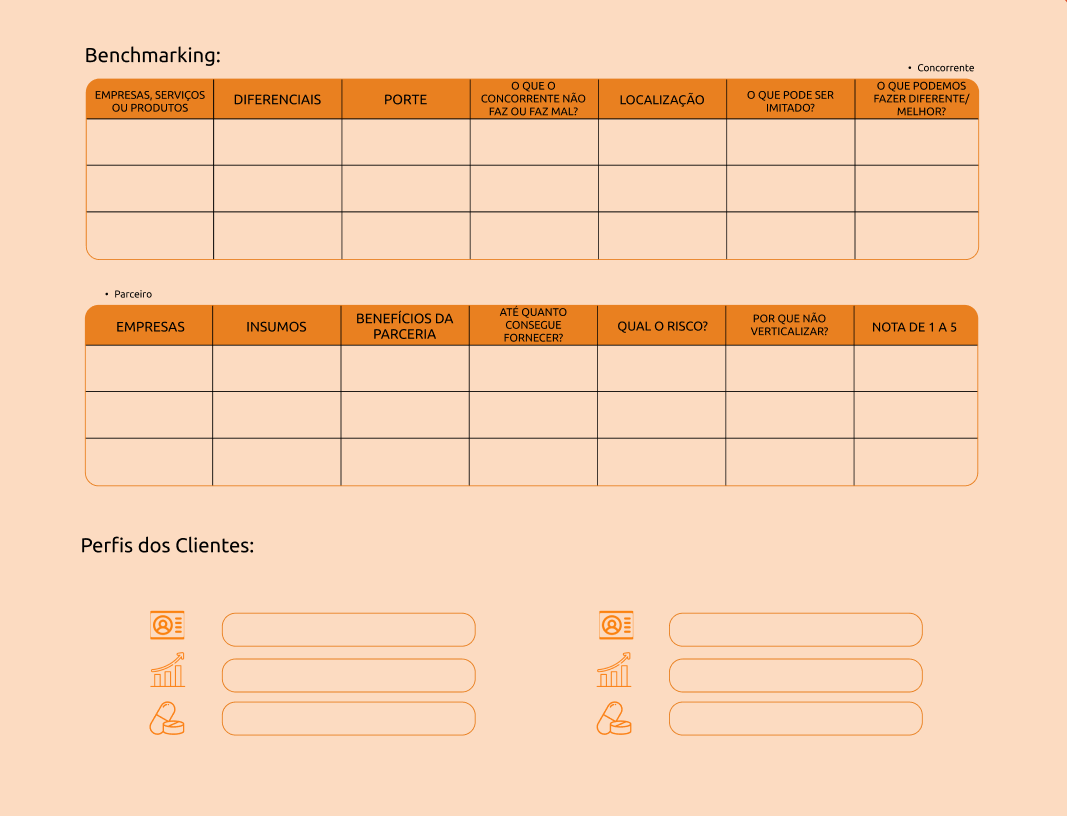 Benchmarking:
• Concorrente
EMPRESAS, SERVIÇOS
OU PRODUTOS
DIFERENCIAIS
PORTE
O QUE O
CONCORRENTE NÃO
FAZ OU FAZ MAL?
LOCALIZAÇÃO
O QUE PODE SER
IMITADO?
O QUE PODEMOS
FAZER DIFERENTE/
MELHOR?
• Parceiro
EMPRESAS
INSUMOS
BENEFÍCIOS DA
PARCERIA
ATÉ QUANTO
CONSEGUE
FORNECER?
QUAL O RISCO?
POR QUE NÃO
VERTICALIZAR?
NOTA DE 1 A 5
Perfis dos Clientes: